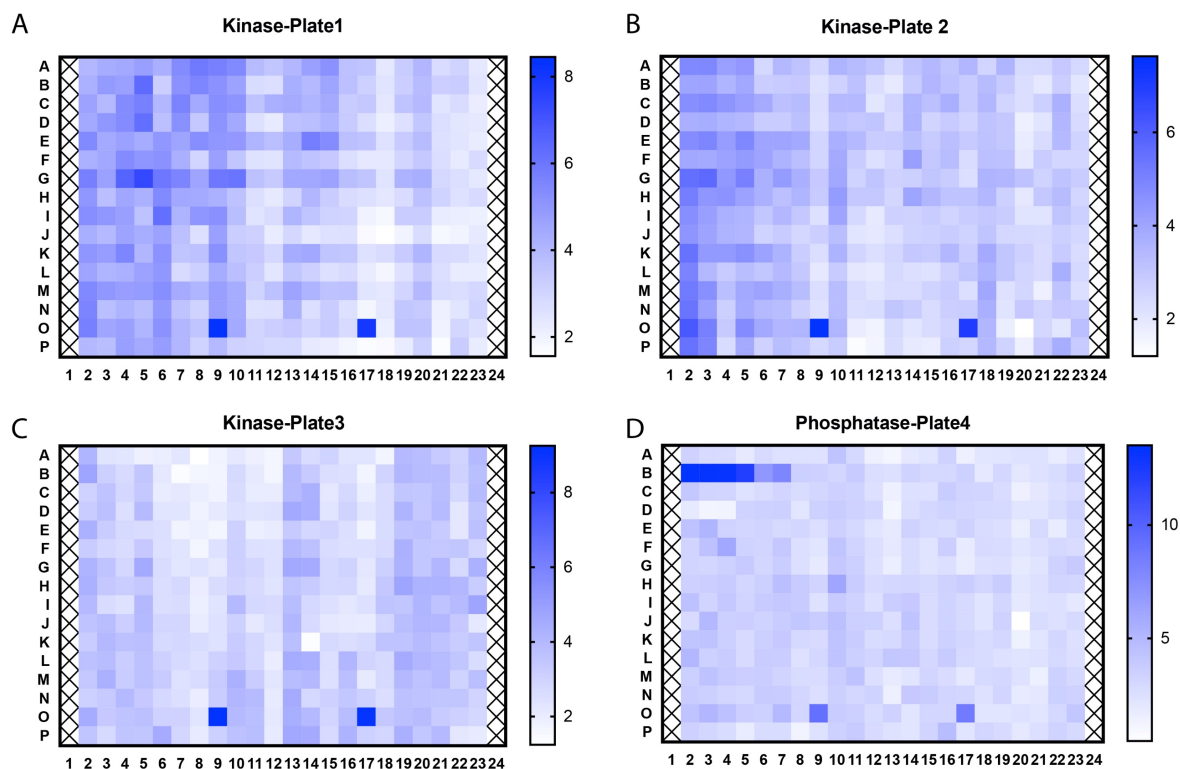 A
Kinase-Plate1
A
B
C
D
E
F
G
H
I
J
K
L
M
N
O
P
1 2 3 4 5 6 7 8 9 10 11 12 13 14 15 16 17 18 19 20 21 22 23 24
8
6
4
2
B
Kinase-Plate 2
A
B
C
D
E
F
G
H
I
J
K
L
M
N
O
P
1 2 3 4 5 6 7 8 9 10 11 12 13 14 15 16 17 18 19 20 21 22 23 24
6
4
2
C
Kinase-Plate3
A
B
C
D
E
F
G
H
I
J
K
L
M
N
O
P
1 2 3 4 5 6 7 8 9 10 11 12 13 14 15 16 17 18 19 20 21 22 23 24
8
6
4
2
D
Phosphatase-Plate4
A
B
C
D
E
F
G
H
I
J
K
L
M
N
O
P
1 2 3 4 5 6 7 8 9 10 11 12 13 14 15 16 17 18 19 20 21 22 23 24
10
5